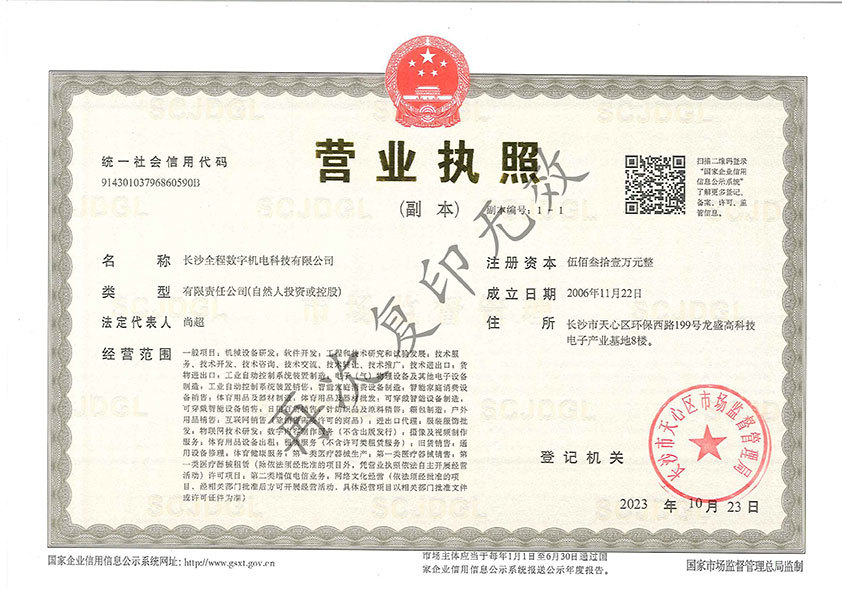 统一社会信用代码
91430103796860590B
营业执照
(副 本) 副本编号：1 - 1
扫描二维码登录
“国家企业信用
信息公示系统”
了解更多登记、
备案、许可、监
管信息。
名 称 长沙全程数字机电科技有限公司
类 型 有限责任公司(自然人投资或控股)
法定代表人 尚超
经营范围 一般项目：机械设备研发；软件开发；工程和技术研究和试验发展；技术服
务、技术开发、技术咨询、技术交流、技术转让、技术推广；技术进出口；货
物进出口；工业自动控制系统装置制造；电子（气）物理设备及其他电子设备
制造；工业自动控制系统装置销售；智能家庭消费设备制造；智能家庭消费设
备销售；体育用品及器材制造；体育用品及器材批发；可穿戴智能设备制造；
可穿戴智能设备销售；日用 针纺织品及原料销售；箱包制造；户外
用品销售；互联网销售（除销售需要许可的商品）；进出口代理；服装服饰批
发；物联网技术研发；数字 制作服务（不含出版发行）；摄像及视频制作
服务；体育用品设备出租； （不含许可类租赁服务）；旧货销售；通
用设备修理；体育健康服务；第一类医疗器械生产；第一类医疗器械销售；第
一类医疗器械租赁（除依法须经批准的项目外，凭营业执照依法自主开展经营
活动）许可项目：第二类增值电信业务；网络文化经营（依法须经批准的项
目，经相关部门批准后方可开展经营活动，具体经营项目以相关部门批准文件
或许可证件为准）
注册资本 伍佰叁拾壹万元整
成立日期 2006年11月22日
住 所 长沙市天心区环保西路199号龙盛高科技
电子产业基地8楼。
再次复印无效
登记机关
长沙市天心区市场监督管理局
2023 年 10 月 23 日
国家企业信用信息公示系统网址：http://www.gsxt.gov.cn
市场主体应当于每年1月1日至6月30日通过国
家企业信用信息公示系统报送公示年度报告。
国家市场监督管理总局监制